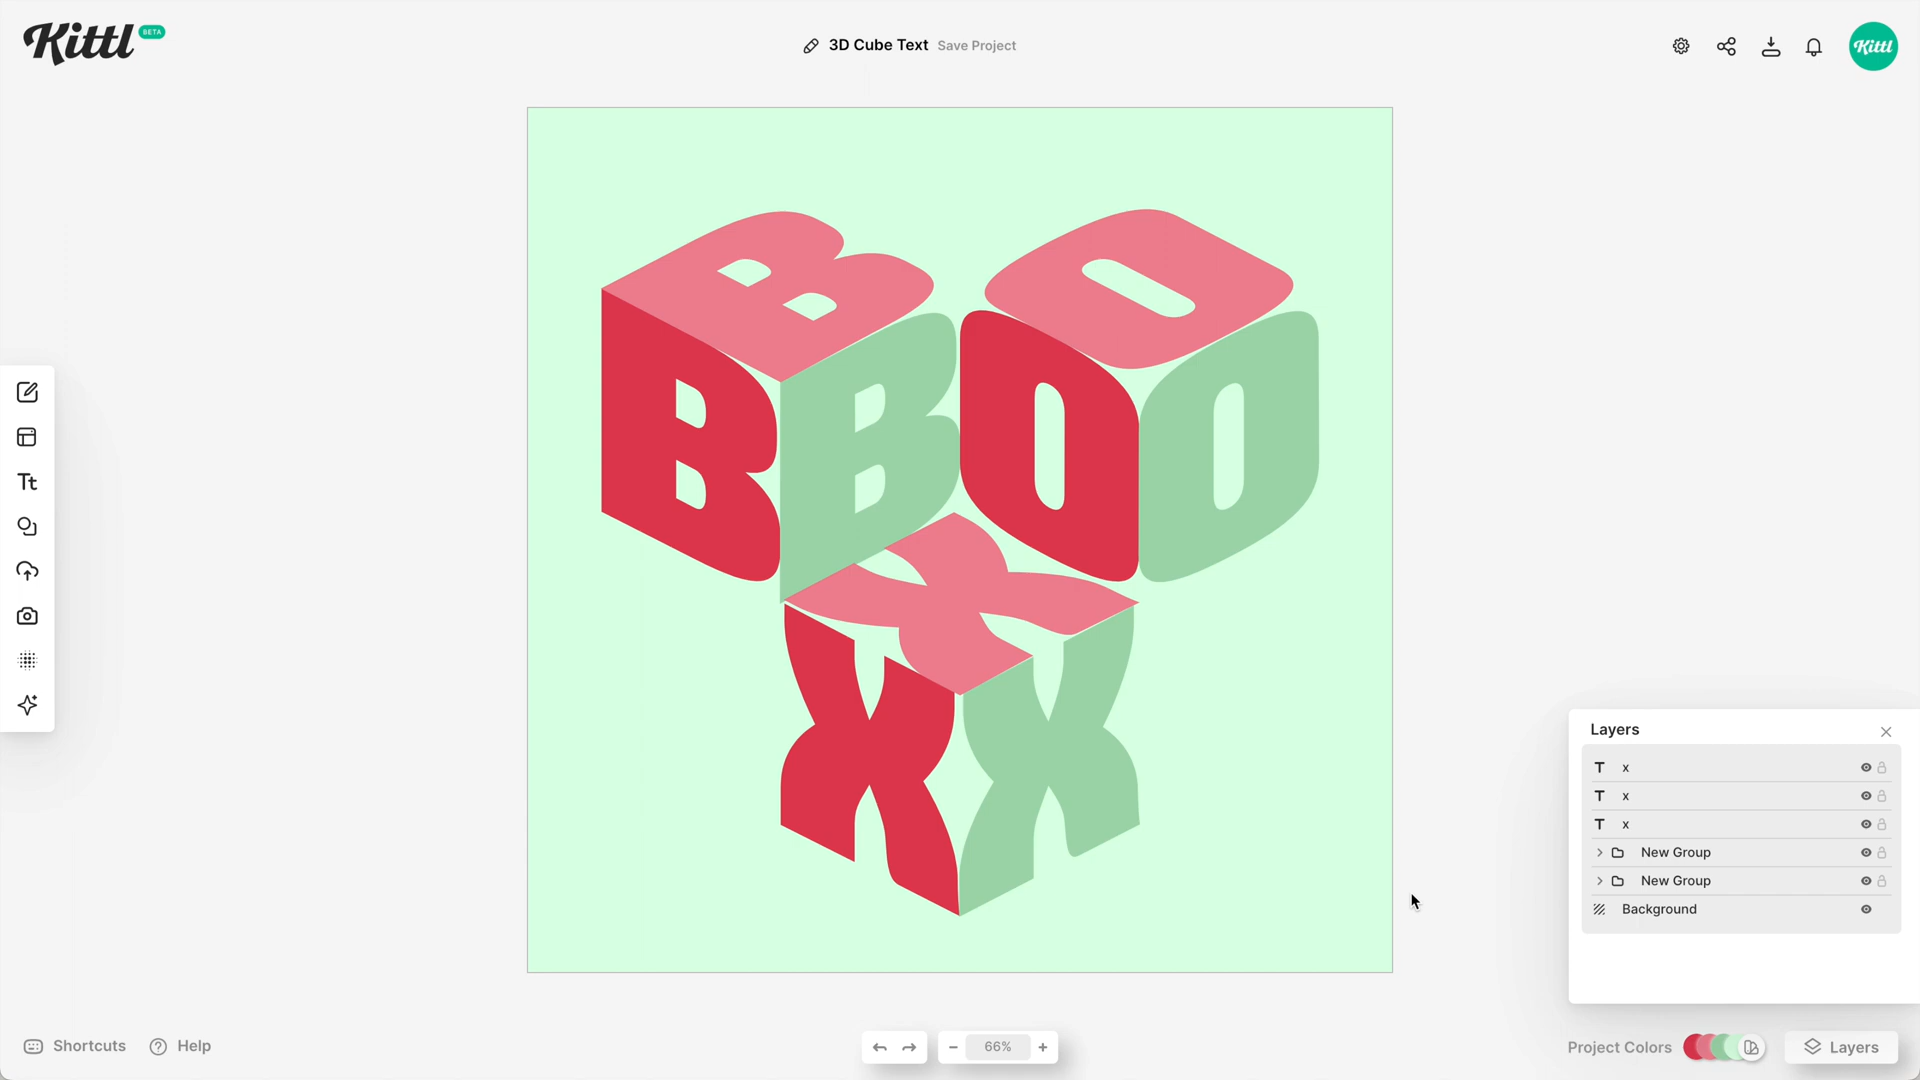 Kittl BETA
3D Cube Text Save Project
Kittl
B O
B B O O
X
X X
Tt
Layers
T x
T x
T x
New Group
New Group
Background
Shortcuts Help
66%
Project Colors
Layers